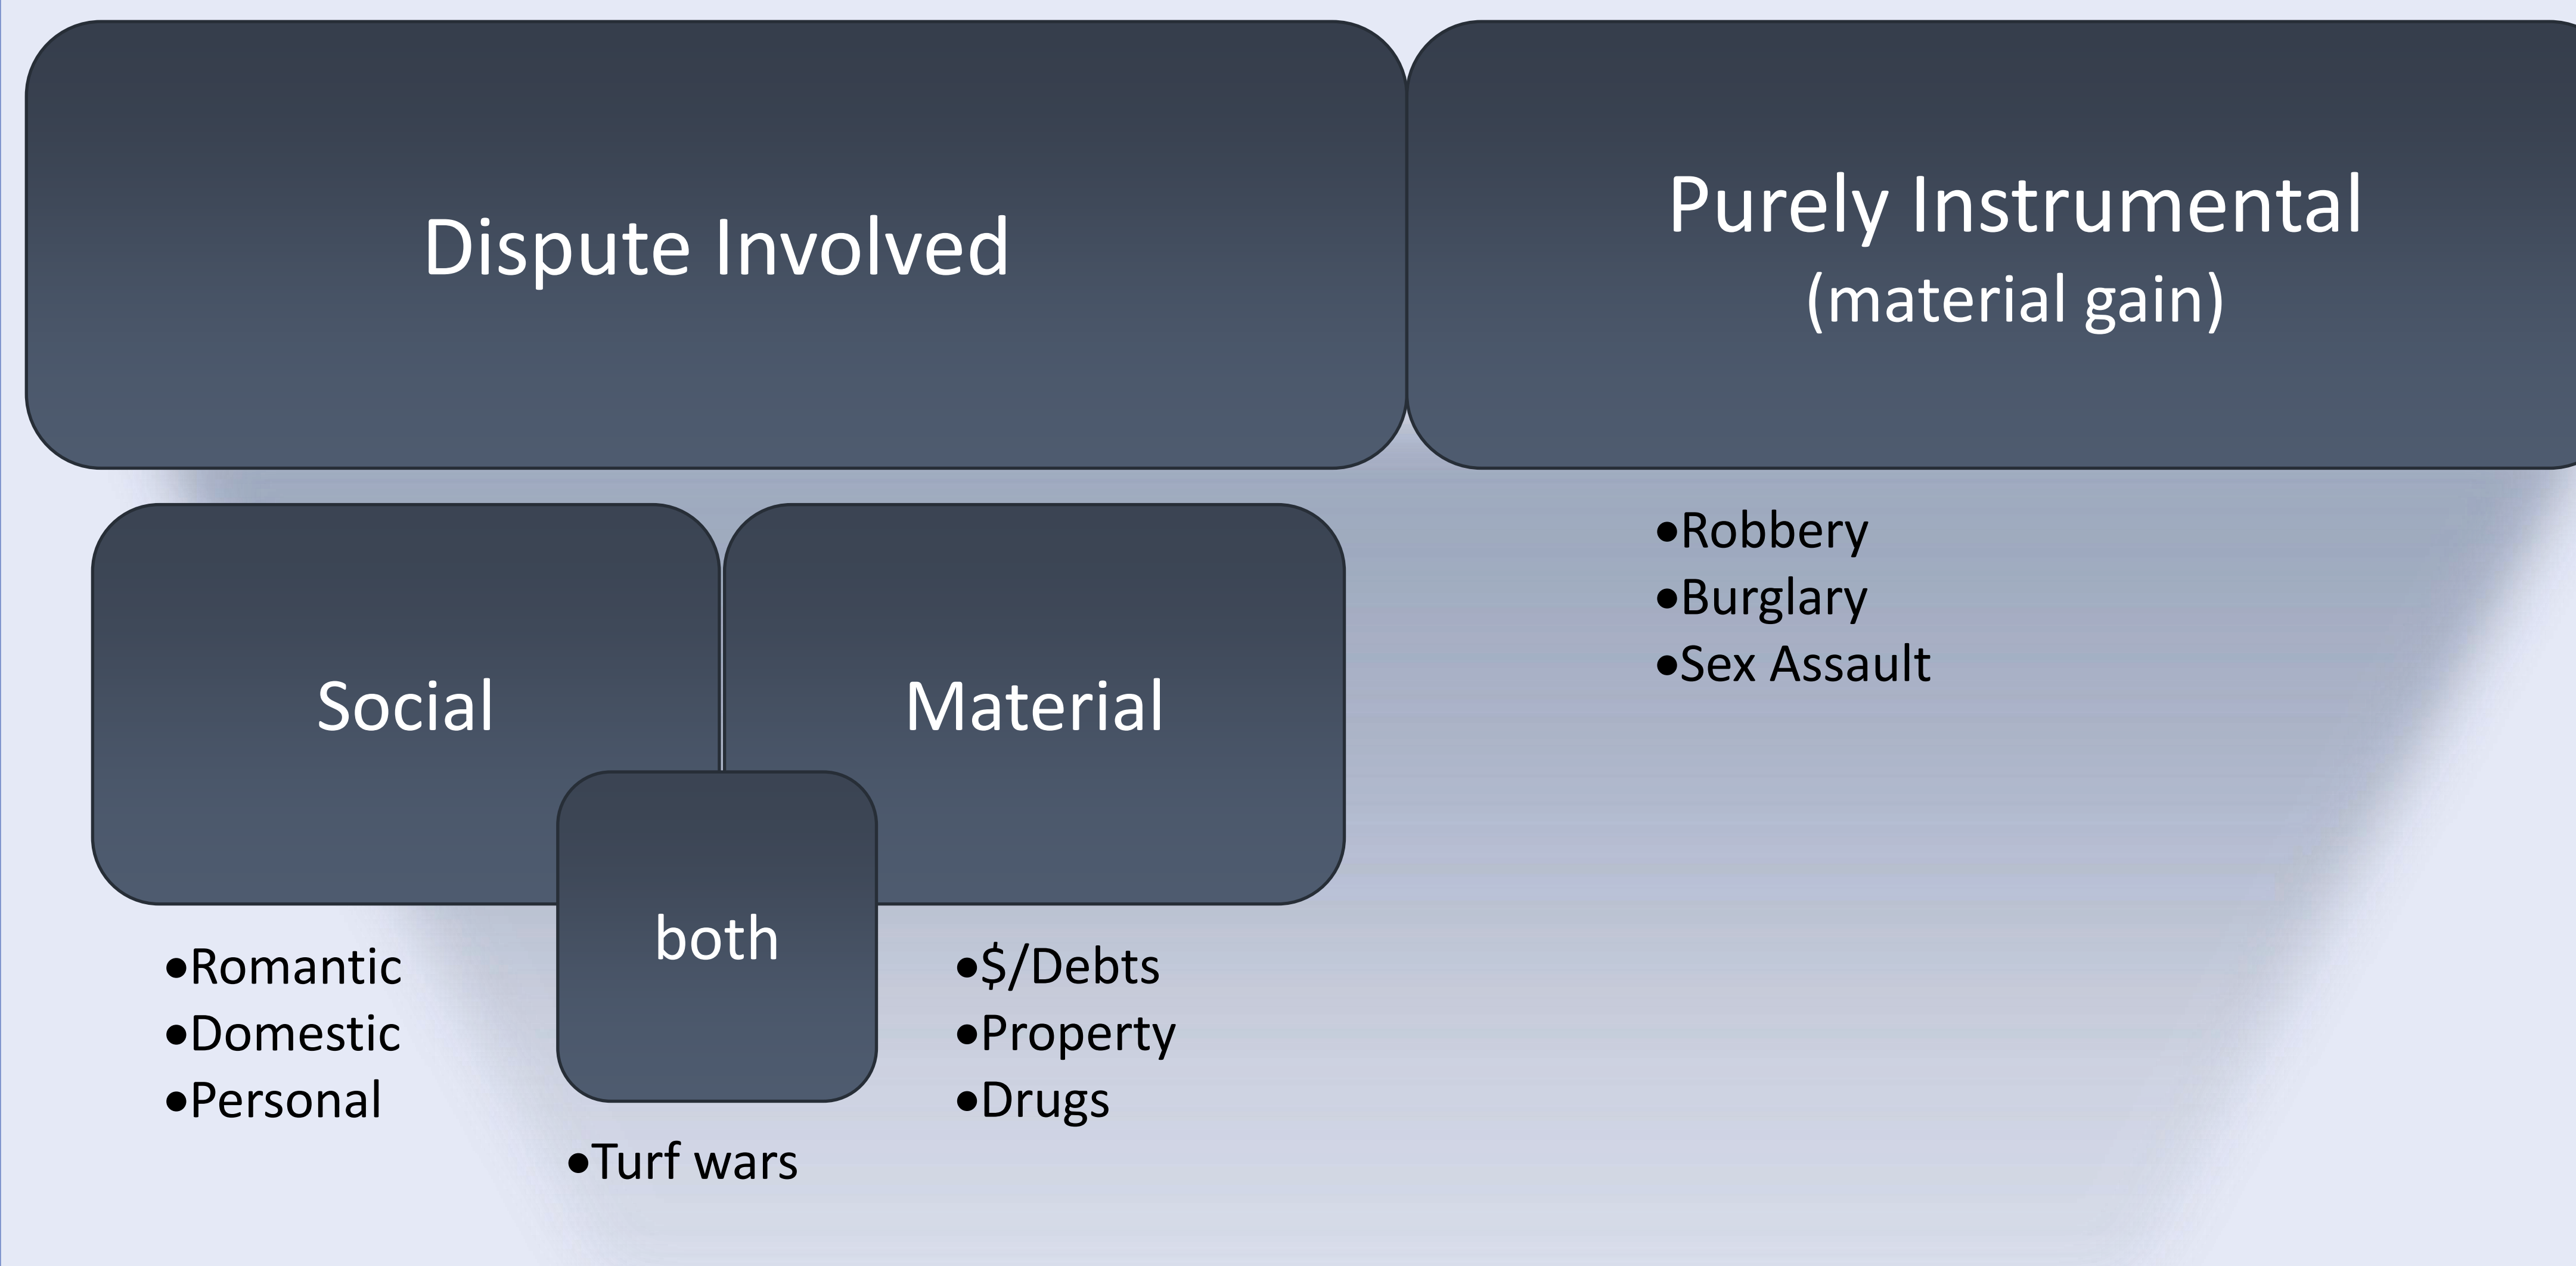 Dispute Involved
Purely Instrumental
(material gain)
Social
Material
both
•Romantic
•Domestic
•Personal
•Turf wars
•$/Debts
•Property
•Drugs
•Robbery
•Burglary
•Sex Assault